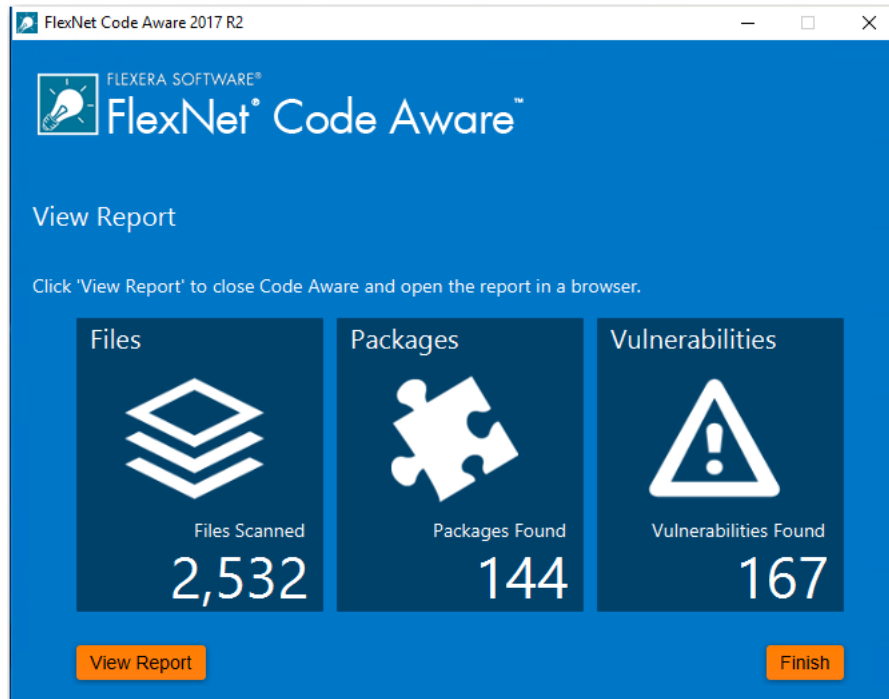 FlexNet Code Aware 2017 R2
FLEXERA SOFTWARE®
FlexNet® Code Aware™
View Report
Click 'View Report' to close Code Aware and open the report in a browser.
Files
Packages
Vulnerabilities
Files Scanned
Packages Found
Vulnerabilities Found
2,532
144
167
View Report
Finish